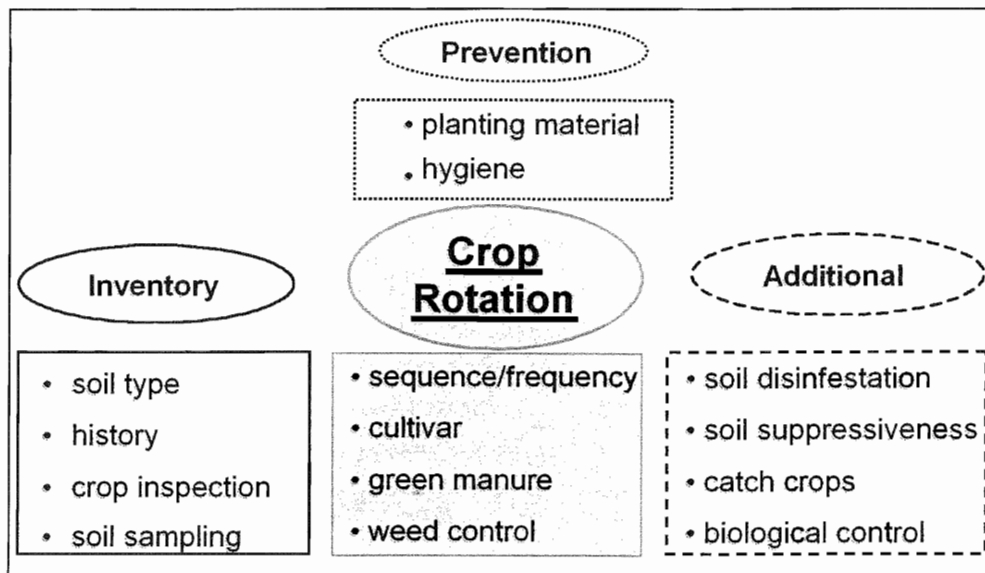 Prevention
• planting material
• hygiene
Inventory
• soil type
• history
• crop inspection
• soil sampling
Crop
Rotation
• sequence/frequency
• cultivar
• green manure
• weed control
Additional
• soil disinfestation
• soil suppressiveness
• catch crops
• biological control